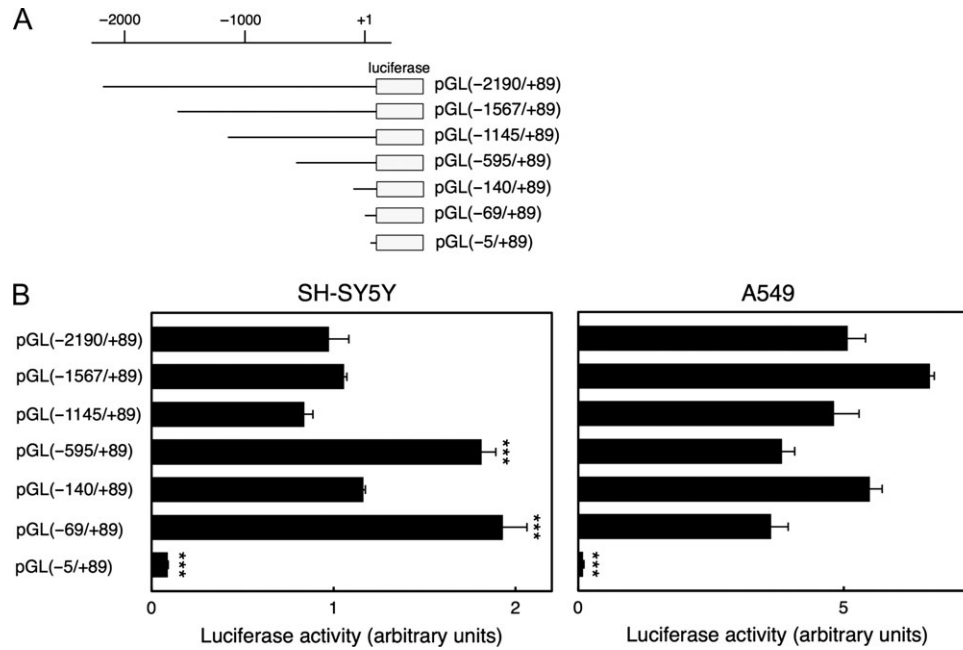 A
−2000 −1000 +1
luciferase
pGL(−2190/+89)
pGL(−1567/+89)
pGL(−1145/+89)
pGL(−595/+89)
pGL(−140/+89)
pGL(−69/+89)
pGL(−5/+89)
B
SH-SY5Y A549
pGL(−2190/+89)
pGL(−1567/+89)
pGL(−1145/+89)
pGL(−595/+89) ***
pGL(−140/+89)
pGL(−69/+89) ***
pGL(−5/+89) *** ***
0 1 2 0 5
Luciferase activity (arbitrary units) Luciferase activity (arbitrary units)